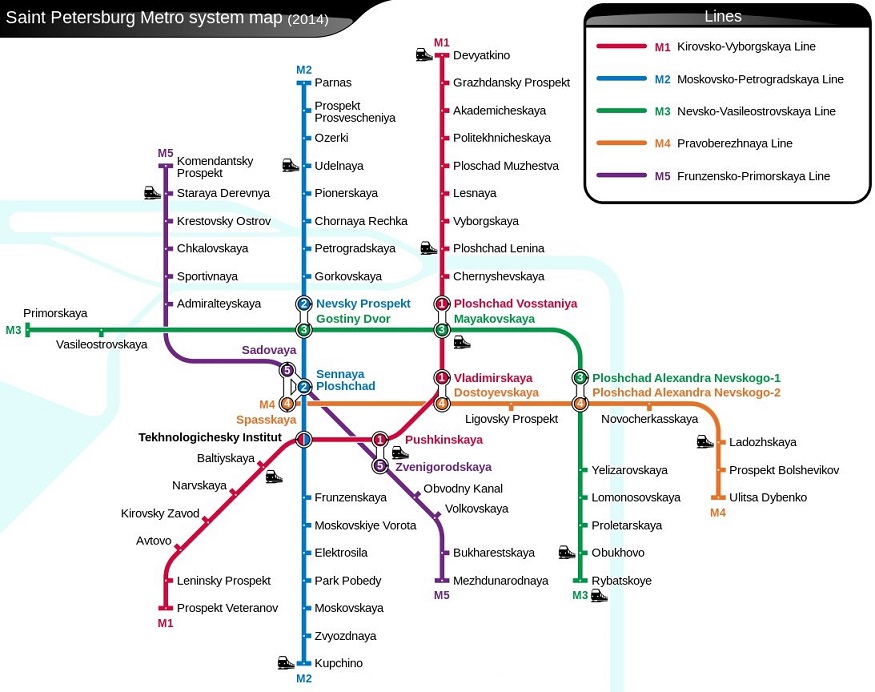 Saint Petersburg Metro system map (2014)
Lines
M1 Kirovsko-Vyborgskaya Line
M2 Moskovsko-Petrogradskaya Line
M3 Nevsko-Vasileostrovskaya Line
M4 Pravoberezhnaya Line
M5 Frunzensko-Primorskaya Line
M5
Komendantsky
Prospekt
Staraya Derevnya
Krestovsky Ostrov
Chkalovskaya
Sportivnaya
Admiralteyskaya
M2
Parnas
Prospekt
Prosvescheniya
Ozerki
Udelnaya
Pionerskaya
Chornaya Rechka
Petrogradskaya
Gorkovskaya
2 Nevsky Prospekt
3 Gostiny Dvor
M1
Devyatkino
Grazhdansky Prospekt
Akademicheskaya
Politekhnicheskaya
Ploschad Muzhestva
Lesnaya
Vyborgskaya
Ploshchad Lenina
Chernyshevskaya
1 Ploshchad Vosstaniya
3 Mayakovskaya
Primorskaya
M3
Vasileostrovskaya
Sadovaya
5
2 Sennaya
Ploshchad
M4 4
Spasskaya
1 Vladimirskaya
4 Dostoyevskaya
Ligovsky Prospekt
3 Ploshchad Alexandra Nevskogo-1
4 Ploshchad Alexandra Nevskogo-2
Novocherkasskaya
Ladozhskaya
Prospekt Bolshevikov
Ulitsa Dybenko
M4
Tekhnologichesky Institut
1 Pushkinskaya
5 Zvenigorodskaya
Baltiyskaya
Narvskaya
Kirovsky Zavod
Avtovo
Leninsky Prospekt
Prospekt Veteranov
M1
Frunzenskaya
Moskovskiye Vorota
Elektrosila
Park Pobedy
Moskovskaya
Zvyozdnaya
Kupchino
M2
Obvodny Kanal
Volkovskaya
Bukharestskaya
Mezhdunarodnaya
M5
Yelizarovskaya
Lomonosovskaya
Proletarskaya
Obukhovo
Rybatskoye
M3